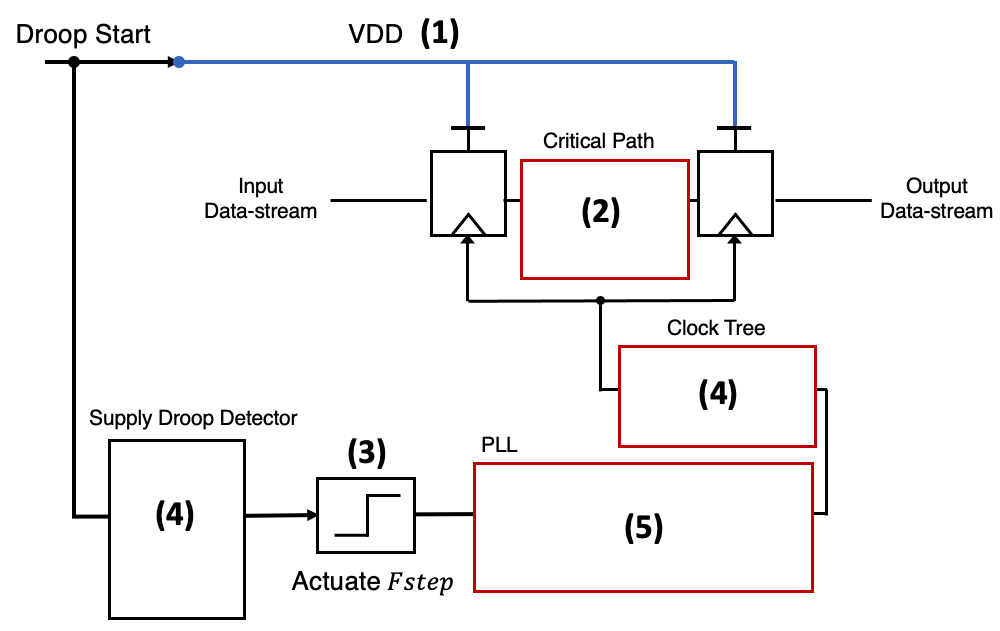 Droop Start
VDD (1)
Critical Path
Input
Data-stream
(2)
Output
Data-stream
Clock Tree
(4)
Supply Droop Detector
(3)
PLL
(4)
(5)
Actuate Fstep